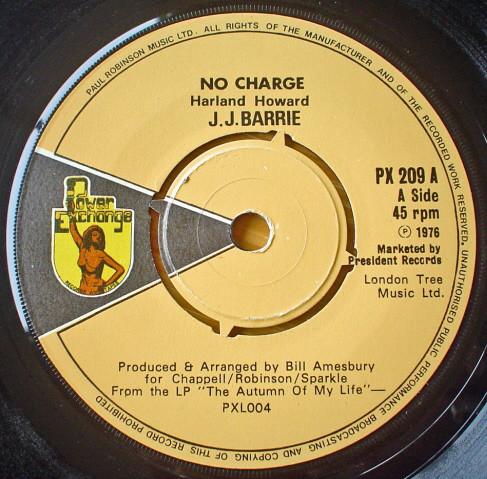 PAUL ROBINSON MUSIC LTD. ALL RIGHTS OF THE MANUFACTURER AND OF THE RECORDED WORK RESERVED. UNAUTHORISED PUBLIC PERFORMANCE BROADCASTING AND COPYING OF THIS RECORD PROHIBITED
NO CHARGE
Harland Howard
J.J.BARRIE
Power
Exchange
PX 209 A
A Side
45 rpm
Ⓟ 1976
Marketed by
President Records
London Tree
Music Ltd.
Produced & Arranged by Bill Amesbury
for Chappell/Robinson/Sparkle
From the LP "The Autumn Of My Life"—
PXL004